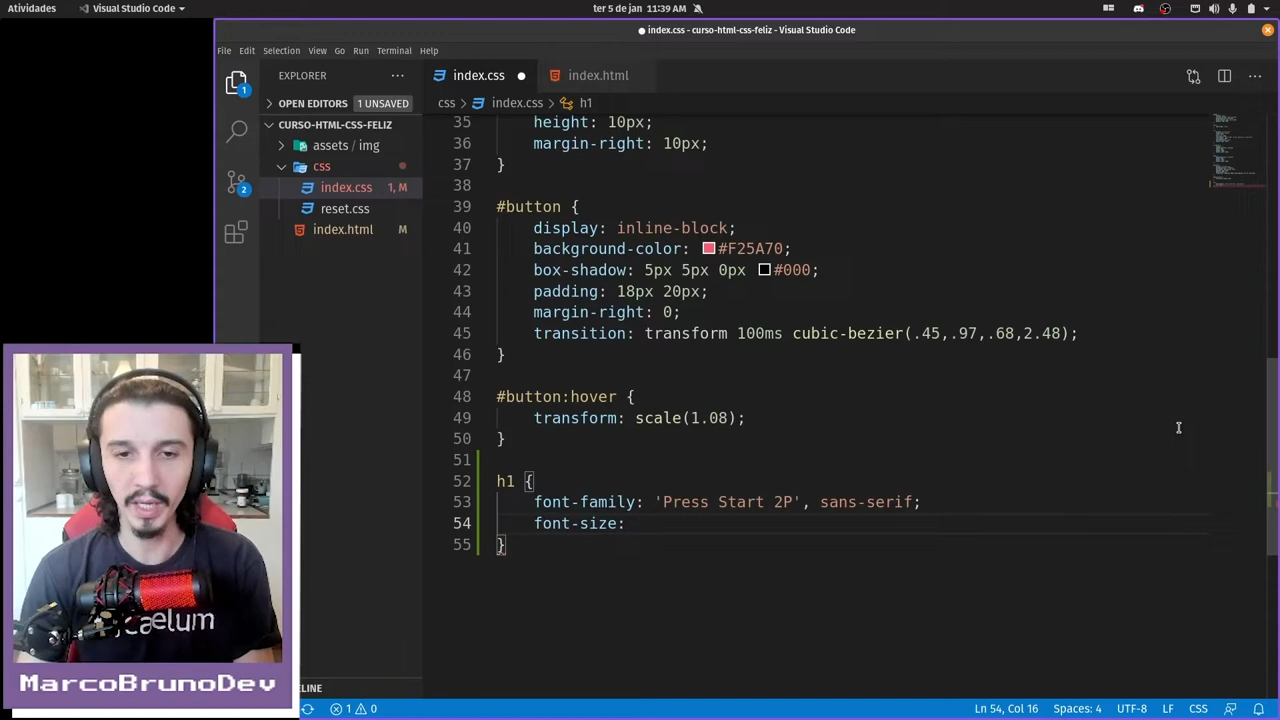 Atividades
Visual Studio Code
ter 5 de jan 11:39 AM
● index.css - curso-html-css-feliz - Visual Studio Code
File Edit Selection View Go Run Terminal Help
EXPLORER
index.css
index.html
OPEN EDITORS 1 UNSAVED
css > index.css > h1
CURSO-HTML-CSS-FELIZ
assets / img
css
index.css 1, M
reset.css
index.html M
1
2
35 height: 10px;
36 margin-right: 10px;
37 }
38
39 #button {
40 display: inline-block;
41 background-color: #F25A70;
42 box-shadow: 5px 5px 0px #000;
43 padding: 18px 20px;
44 margin-right: 0;
45 transition: transform 100ms cubic-bezier(.45,.97,.68,2.48);
46 }
47
48 #button:hover {
49 transform: scale(1.08);
50 }
51
52 h1 {
53 font-family: 'Press Start 2P', sans-serif;
54 font-size:
55 }
caelum
MarcoBrunoDev
LINE
1 0
Ln 54, Col 16 Spaces: 4 UTF-8 LF CSS